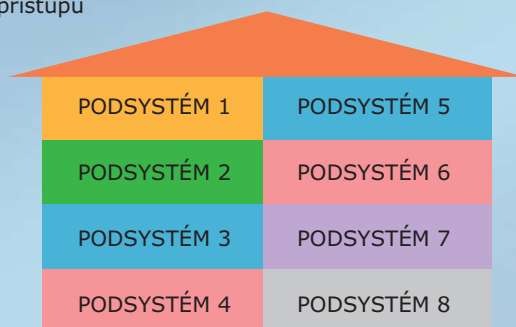 prístupu
PODSYSTÉM 1
PODSYSTÉM 5
PODSYSTÉM 2
PODSYSTÉM 6
PODSYSTÉM 3
PODSYSTÉM 7
PODSYSTÉM 4
PODSYSTÉM 8